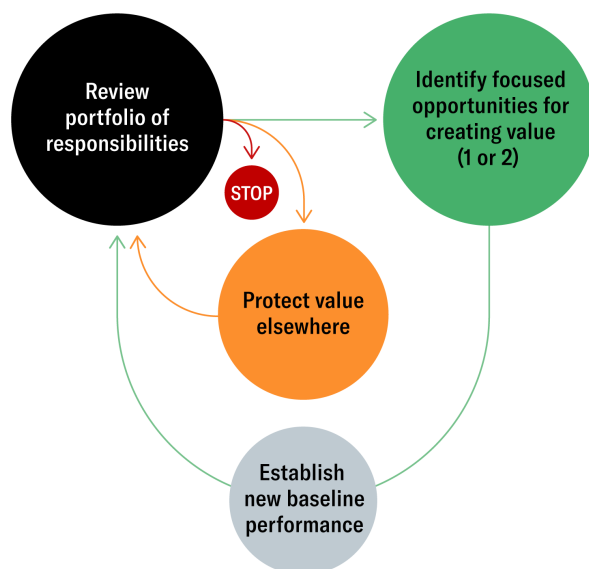 Review
portfolio of
responsibilities
Identify focused
opportunities for
creating value
(1 or 2)
STOP
Protect value
elsewhere
Establish
new baseline
performance